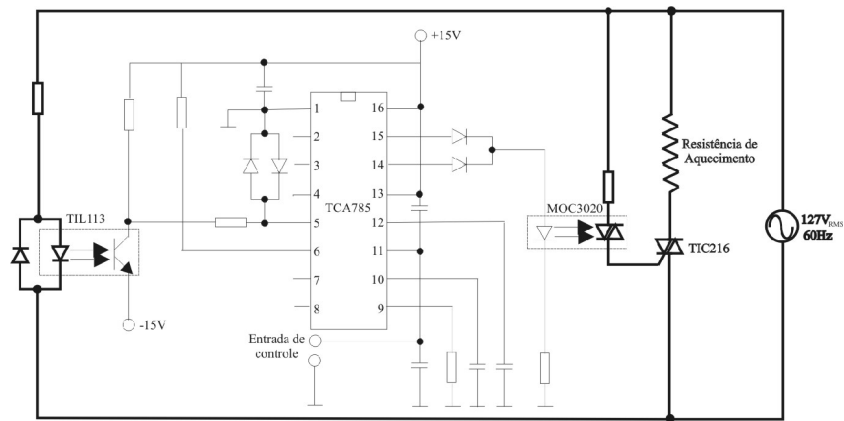 +15V
1
16
2
15
3
14
4
13
TCA785
5
12
6
11
7
10
8
9
TIL113
-15V
Entrada de
controle
MOC3020
Resistência de
Aquecimento
TIC216
127VRMS
60Hz